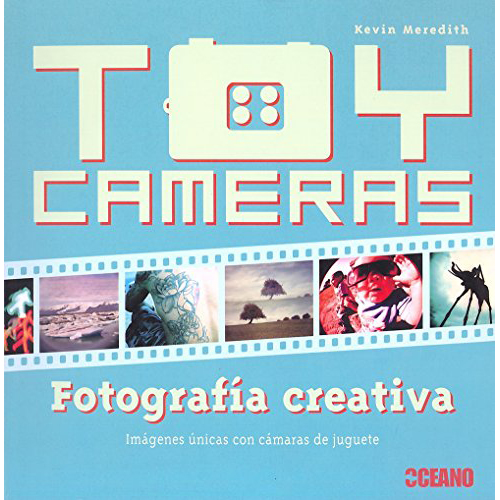 Kevin Meredith
TOY
CAMERAS
Fotografía creativa
Imágenes únicas con cámaras de juguete
OCEANO